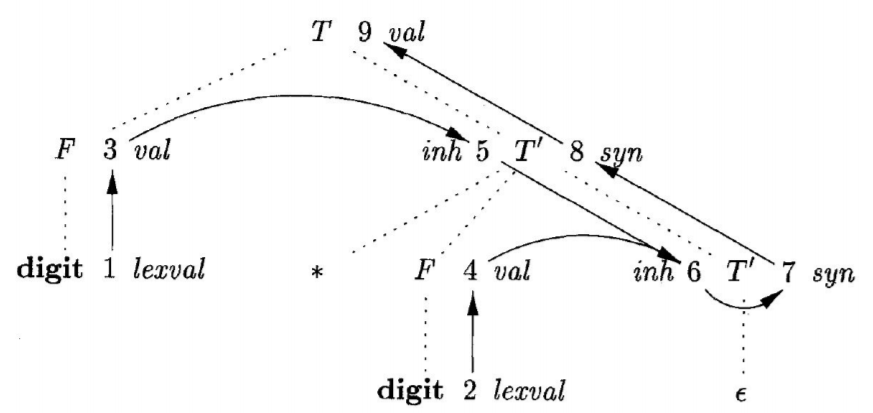 T 9 val
F 3 val inh 5 T′ 8 syn
digit 1 lexval * F 4 val inh 6 T′ 7 syn
digit 2 lexval ϵ